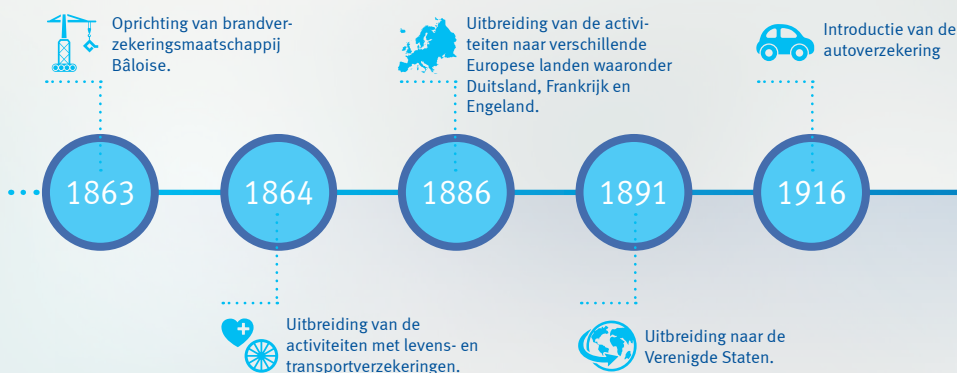 Oprichting van brandver-
zekeringsmaatschappij
Bâloise.
Uitbreiding van de activi-
teiten naar verschillende
Europese landen waaronder
Duitsland, Frankrijk en
Engeland.
Introductie van de
autoverzekering
1863
1864
1886
1891
1916
Uitbreiding van de
activiteiten met levens- en
transportverzekeringen.
Uitbreiding naar de
Verenigde Staten.